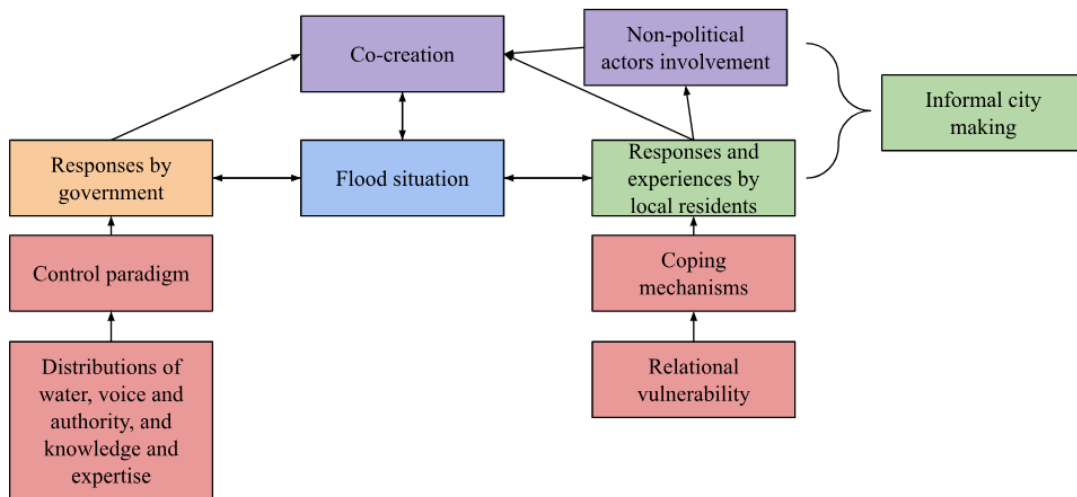 Co-creation
Non-political
actors involvement
Informal city
making
Responses by
government
Flood situation
Responses and
experiences by
local residents
Control paradigm
Coping
mechanisms
Distributions of
water, voice and
authority, and
knowledge and
expertise
Relational
vulnerability